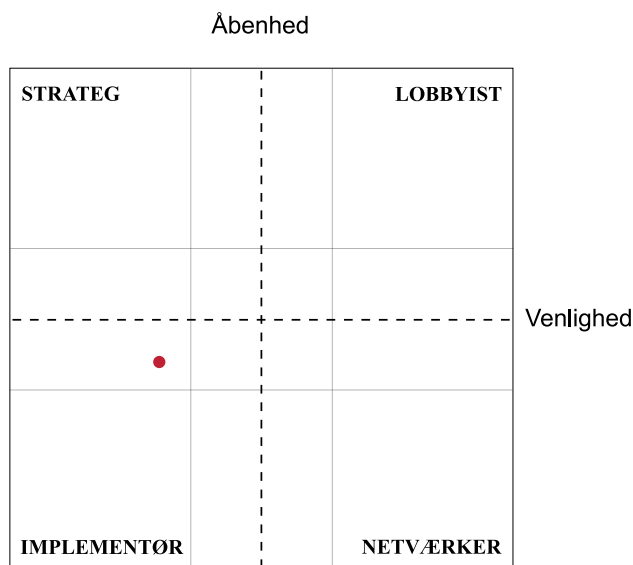 Åbenhed
STRATEG
LOBBYIST
Venlighed
IMPLEMENTØR
NETVÆRKER